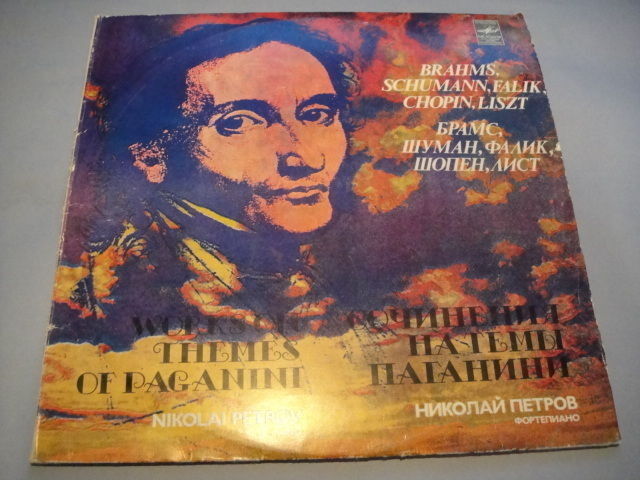 BRAHMS,
SCHUMANN, FALIK,
CHOPIN, LISZT
БРАМС,
ШУМАН, ФАЛИК,
ШОПЕН, ЛИСТ
WORKS ON
THEMES
OF PAGANINI
NIKOLAI PETROV
СОЧИНЕНИЯ
НА ТЕМЫ
ПАГАНИНИ
НИКОЛАЙ ПЕТРОВ
ФОРТЕПИАНО